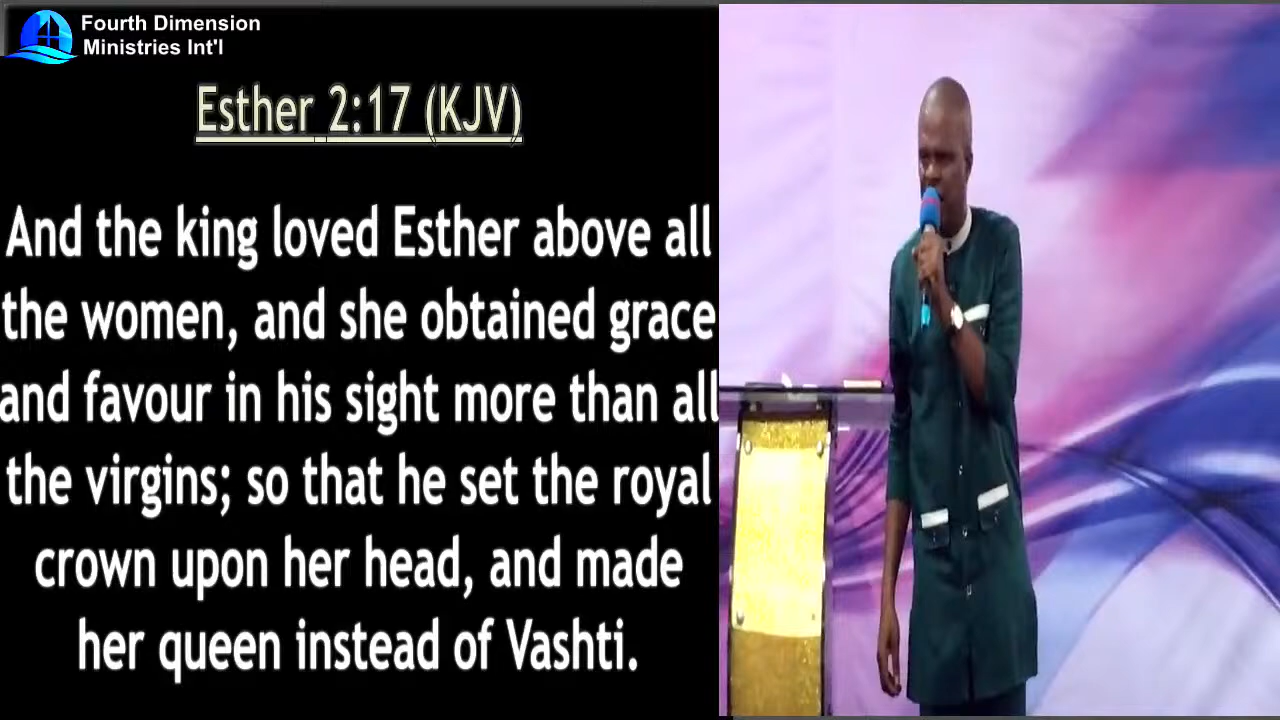 Fourth Dimension
Ministries Int'l
Esther 2:17 (KJV)
And the king loved Esther above all
the women, and she obtained grace
and favour in his sight more than all
the virgins; so that he set the royal
crown upon her head, and made
her queen instead of Vashti.